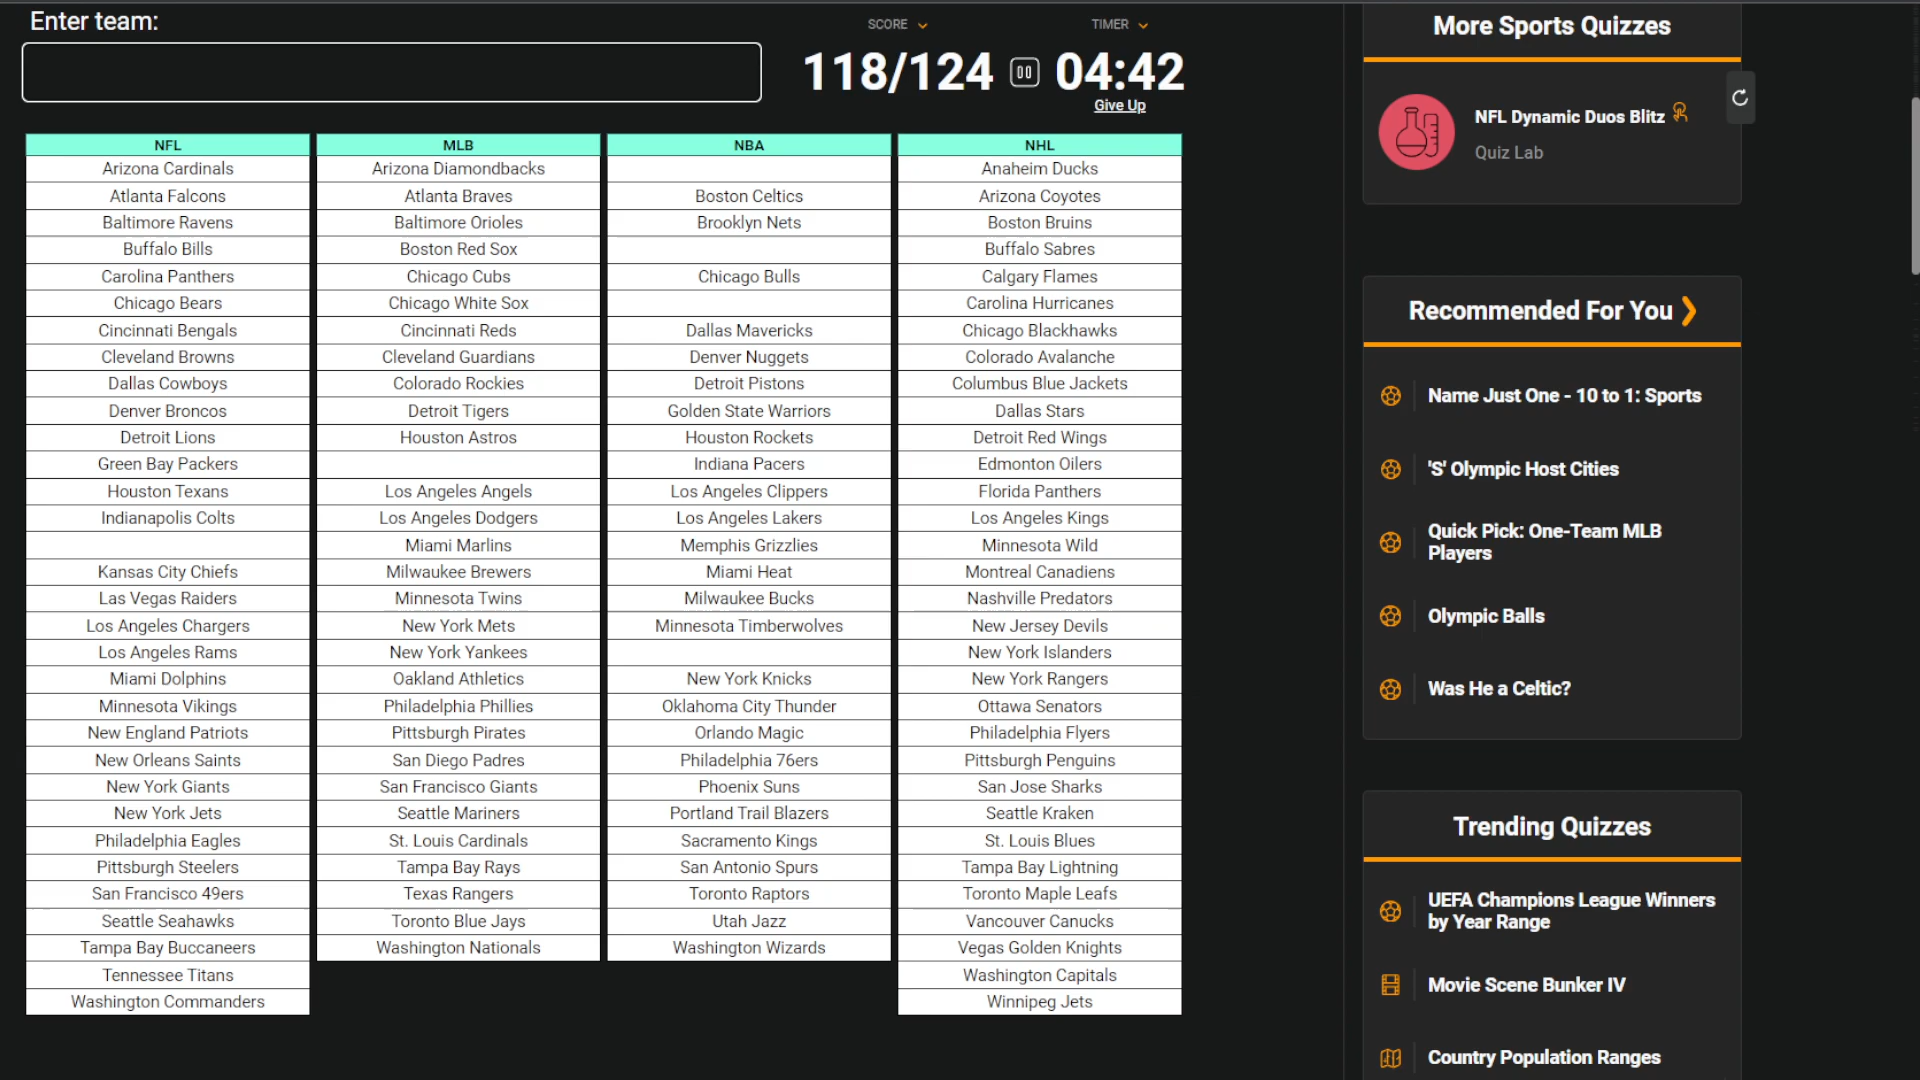 Enter team:
SCORE
TIMER
118/124
04:42
Give Up
NFL
Arizona Cardinals
Atlanta Falcons
Baltimore Ravens
Buffalo Bills
Carolina Panthers
Chicago Bears
Cincinnati Bengals
Cleveland Browns
Dallas Cowboys
Denver Broncos
Detroit Lions
Green Bay Packers
Houston Texans
Indianapolis Colts
Kansas City Chiefs
Las Vegas Raiders
Los Angeles Chargers
Los Angeles Rams
Miami Dolphins
Minnesota Vikings
New England Patriots
New Orleans Saints
New York Giants
New York Jets
Philadelphia Eagles
Pittsburgh Steelers
San Francisco 49ers
Seattle Seahawks
Tampa Bay Buccaneers
Tennessee Titans
Washington Commanders
MLB
Arizona Diamondbacks
Atlanta Braves
Baltimore Orioles
Boston Red Sox
Chicago Cubs
Chicago White Sox
Cincinnati Reds
Cleveland Guardians
Colorado Rockies
Detroit Tigers
Houston Astros
Los Angeles Angels
Los Angeles Dodgers
Miami Marlins
Milwaukee Brewers
Minnesota Twins
New York Mets
New York Yankees
Oakland Athletics
Philadelphia Phillies
Pittsburgh Pirates
San Diego Padres
San Francisco Giants
Seattle Mariners
St. Louis Cardinals
Tampa Bay Rays
Texas Rangers
Toronto Blue Jays
Washington Nationals
NBA
Boston Celtics
Brooklyn Nets
Chicago Bulls
Dallas Mavericks
Denver Nuggets
Detroit Pistons
Golden State Warriors
Houston Rockets
Indiana Pacers
Los Angeles Clippers
Los Angeles Lakers
Memphis Grizzlies
Miami Heat
Milwaukee Bucks
Minnesota Timberwolves
New York Knicks
Oklahoma City Thunder
Orlando Magic
Philadelphia 76ers
Phoenix Suns
Portland Trail Blazers
Sacramento Kings
San Antonio Spurs
Toronto Raptors
Utah Jazz
Washington Wizards
NHL
Anaheim Ducks
Arizona Coyotes
Boston Bruins
Buffalo Sabres
Calgary Flames
Carolina Hurricanes
Chicago Blackhawks
Colorado Avalanche
Columbus Blue Jackets
Dallas Stars
Detroit Red Wings
Edmonton Oilers
Florida Panthers
Los Angeles Kings
Minnesota Wild
Montreal Canadiens
Nashville Predators
New Jersey Devils
New York Islanders
New York Rangers
Ottawa Senators
Philadelphia Flyers
Pittsburgh Penguins
San Jose Sharks
Seattle Kraken
St. Louis Blues
Tampa Bay Lightning
Toronto Maple Leafs
Vancouver Canucks
Vegas Golden Knights
Washington Capitals
Winnipeg Jets
More Sports Quizzes
NFL Dynamic Duos Blitz
Quiz Lab
Recommended For You
Name Just One - 10 to 1: Sports
'S' Olympic Host Cities
Quick Pick: One-Team MLB
Players
Olympic Balls
Was He a Celtic?
Trending Quizzes
UEFA Champions League Winners
by Year Range
Movie Scene Bunker IV
Country Population Ranges